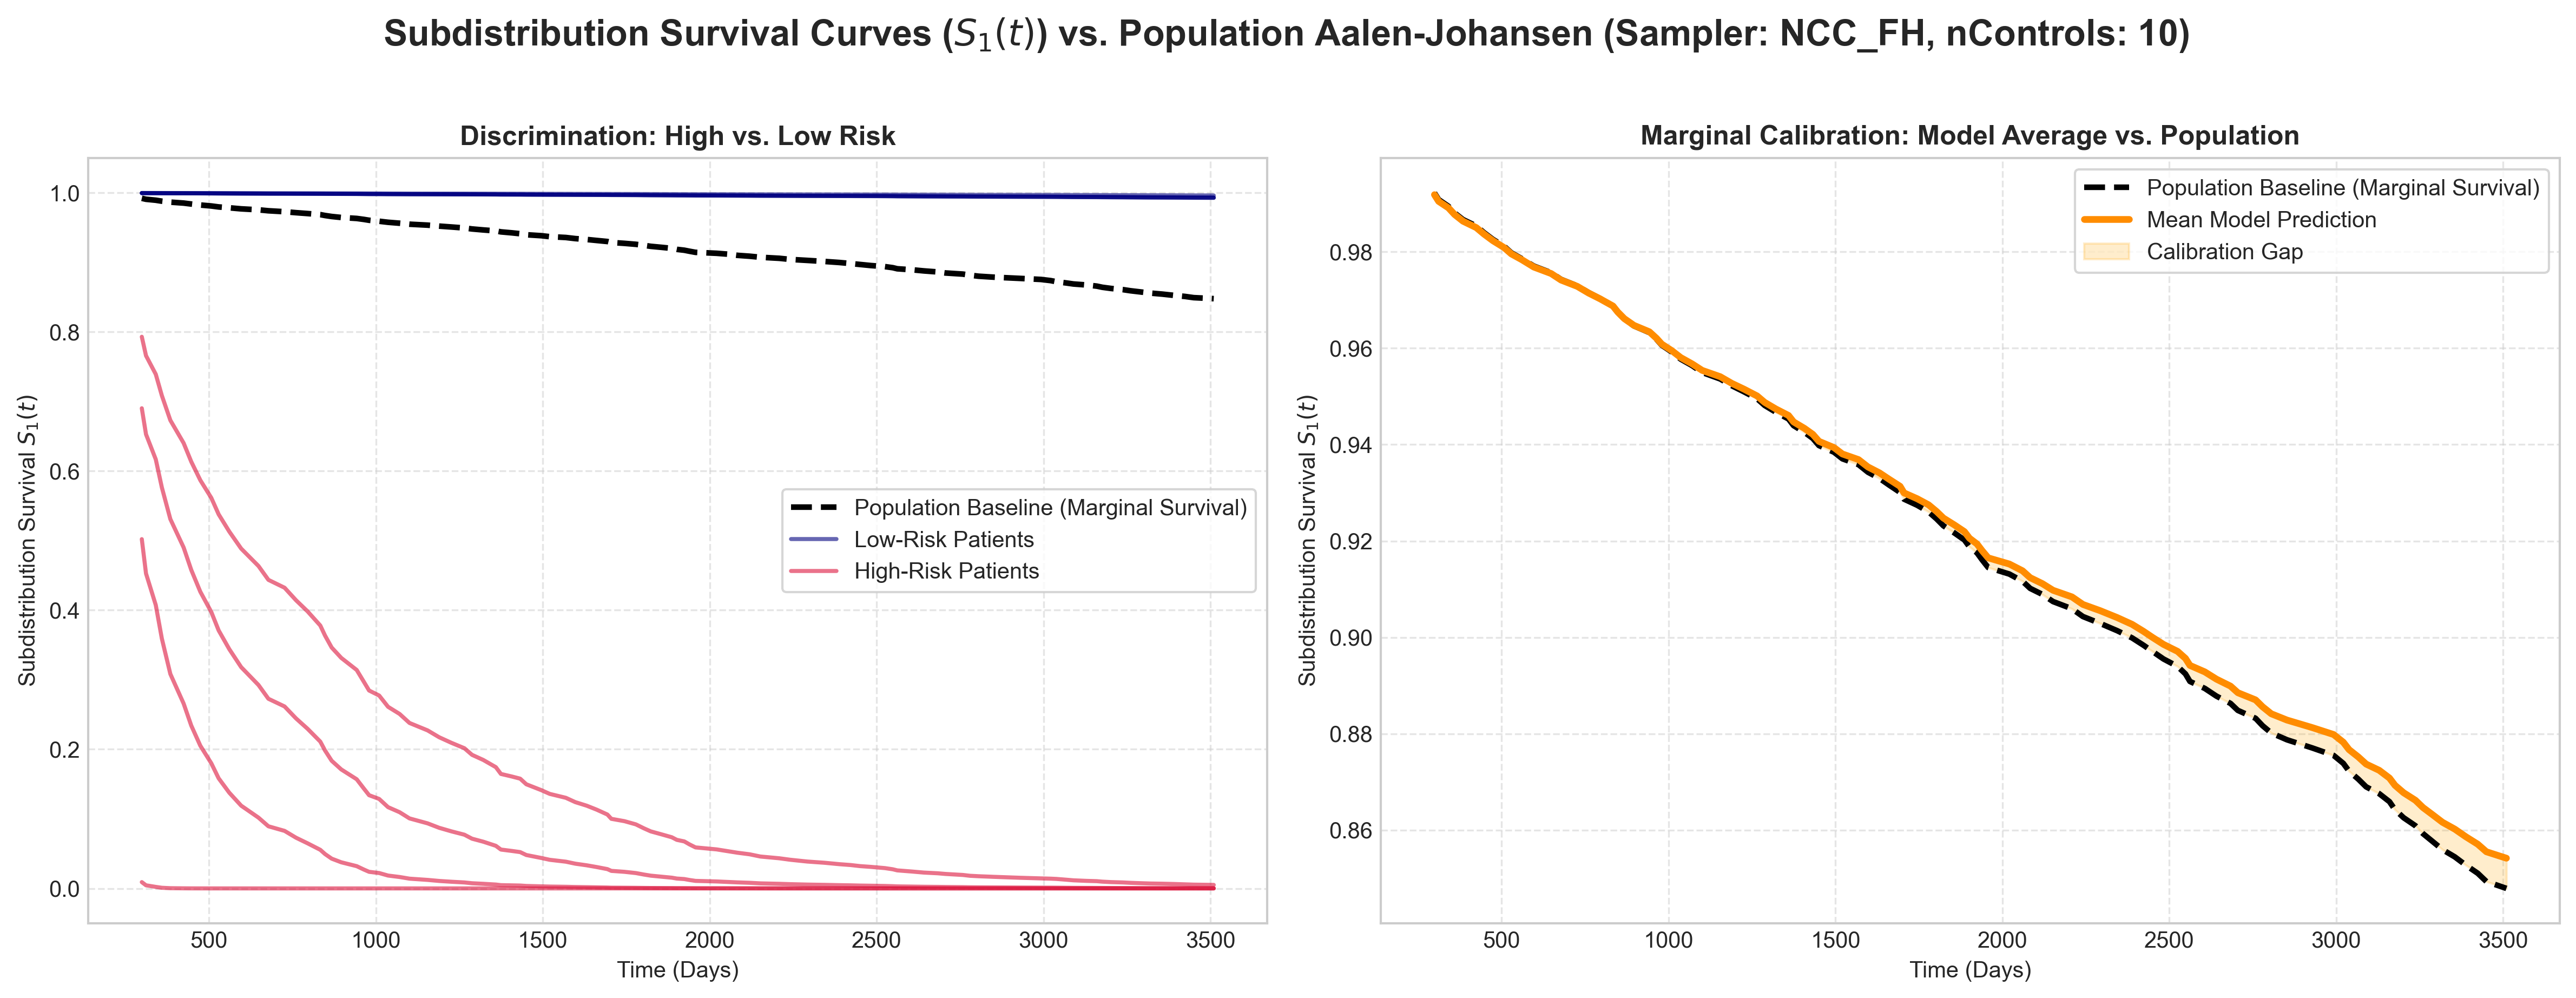 Subdistribution Survival Curves (S₁(t)) vs. Population Aalen-Johansen (Sampler: NCC_FH, nControls: 10)
Discrimination: High vs. Low Risk
Subdistribution Survival S₁(t)
1.0
0.8
0.6
0.4
0.2
0.0
Population Baseline (Marginal Survival)
Low-Risk Patients
High-Risk Patients
500 1000 1500 2000 2500 3000 3500
Time (Days)
Marginal Calibration: Model Average vs. Population
Subdistribution Survival S₁(t)
0.98
0.96
0.94
0.92
0.90
0.88
0.86
Population Baseline (Marginal Survival)
Mean Model Prediction
Calibration Gap
500 1000 1500 2000 2500 3000 3500
Time (Days)